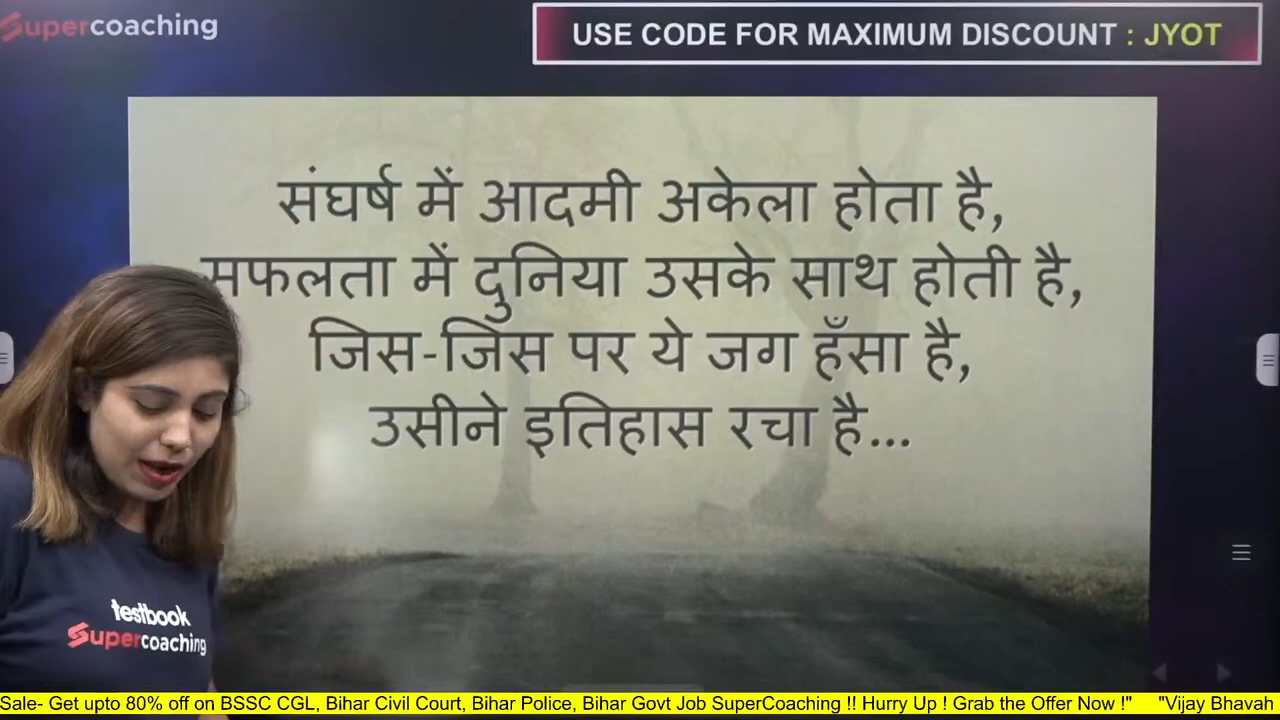 Supercoaching
USE CODE FOR MAXIMUM DISCOUNT : JYOT
संघर्ष में आदमी अकेला होता है,
सफलता में दुनिया उसके साथ होती है,
जिस-जिस पर ये जग हँसा है,
उसीने इतिहास रचा है...
testbook
Supercoaching
Sale- Get upto 80% off on BSSC CGL, Bihar Civil Court, Bihar Police, Bihar Govt Job SuperCoaching !! Hurry Up ! Grab the Offer Now !" "Vijay Bhavah